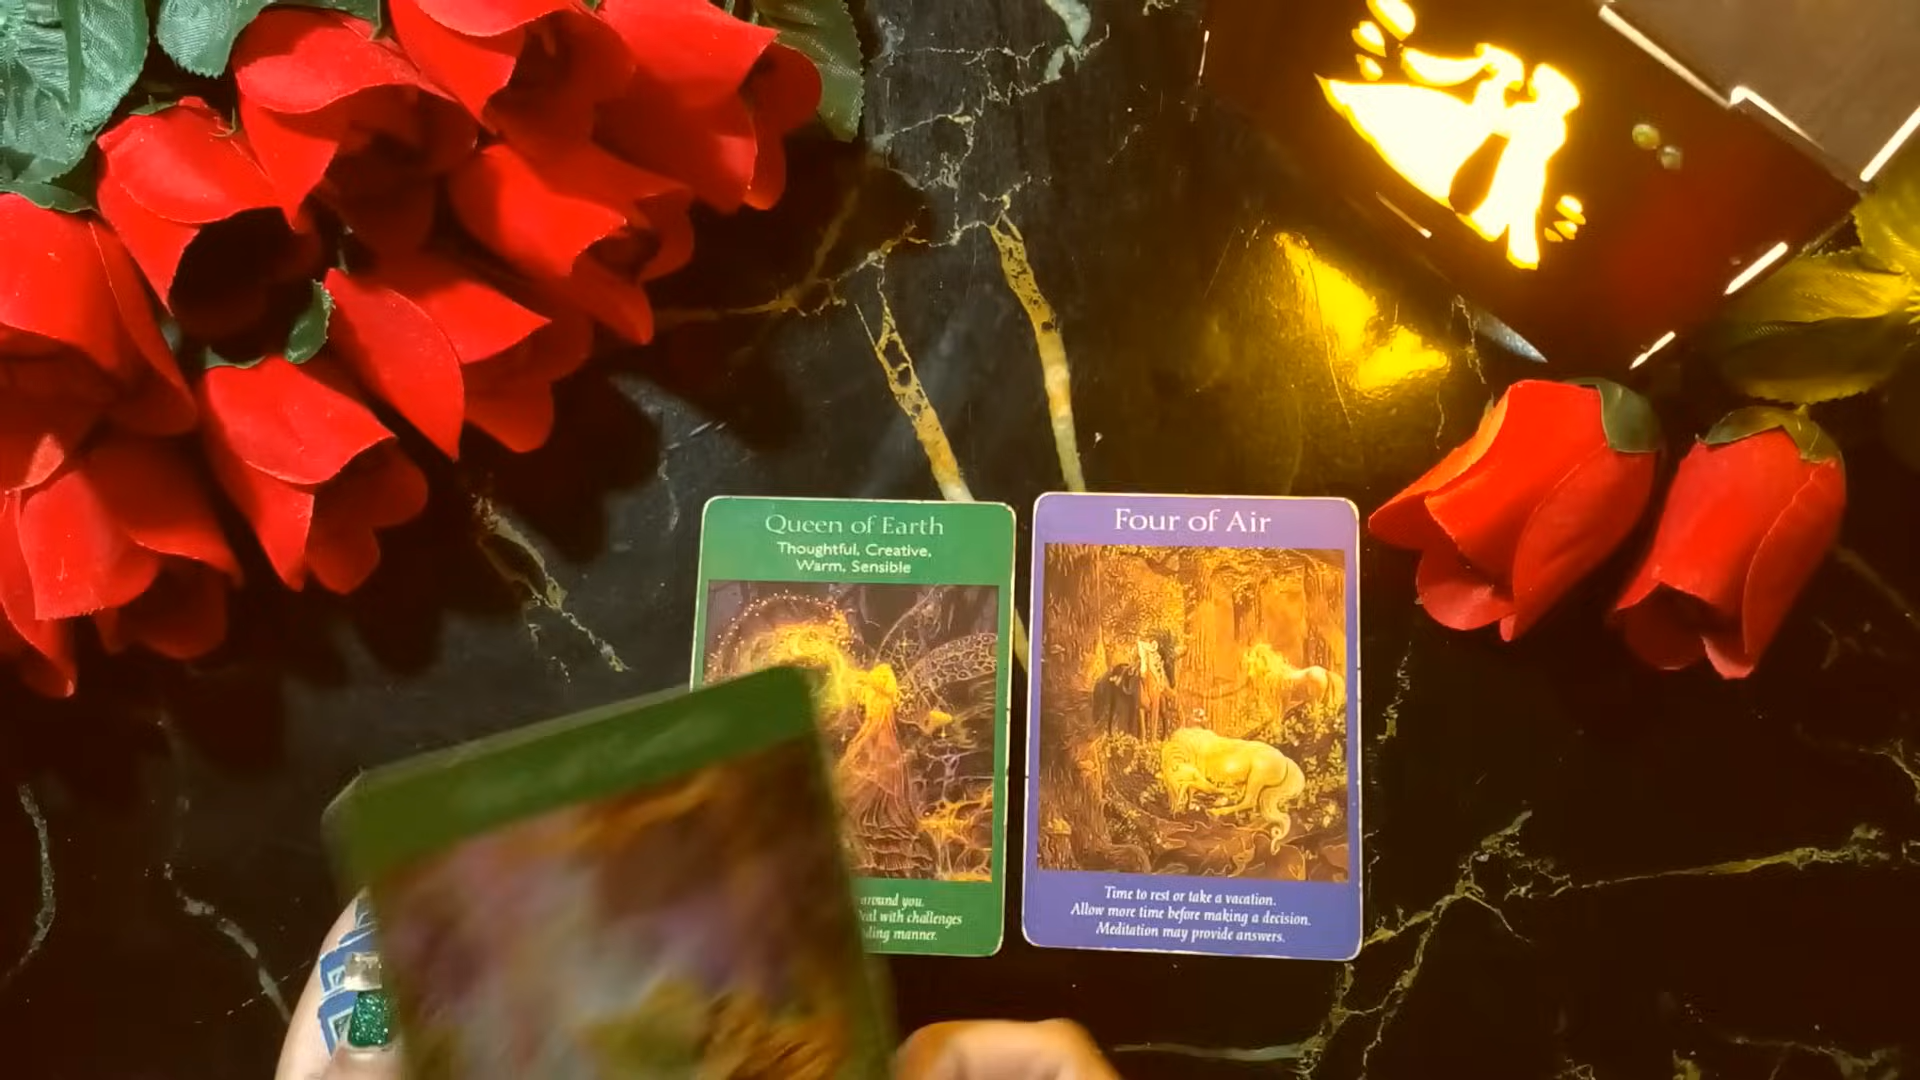 Queen of Earth
Thoughtful, Creative,
Warm, Sensible
around you.
deal with challenges
manner.
Four of Air
Time to rest or take a vacation.
Allow more time before making a decision.
Meditation may provide answers.